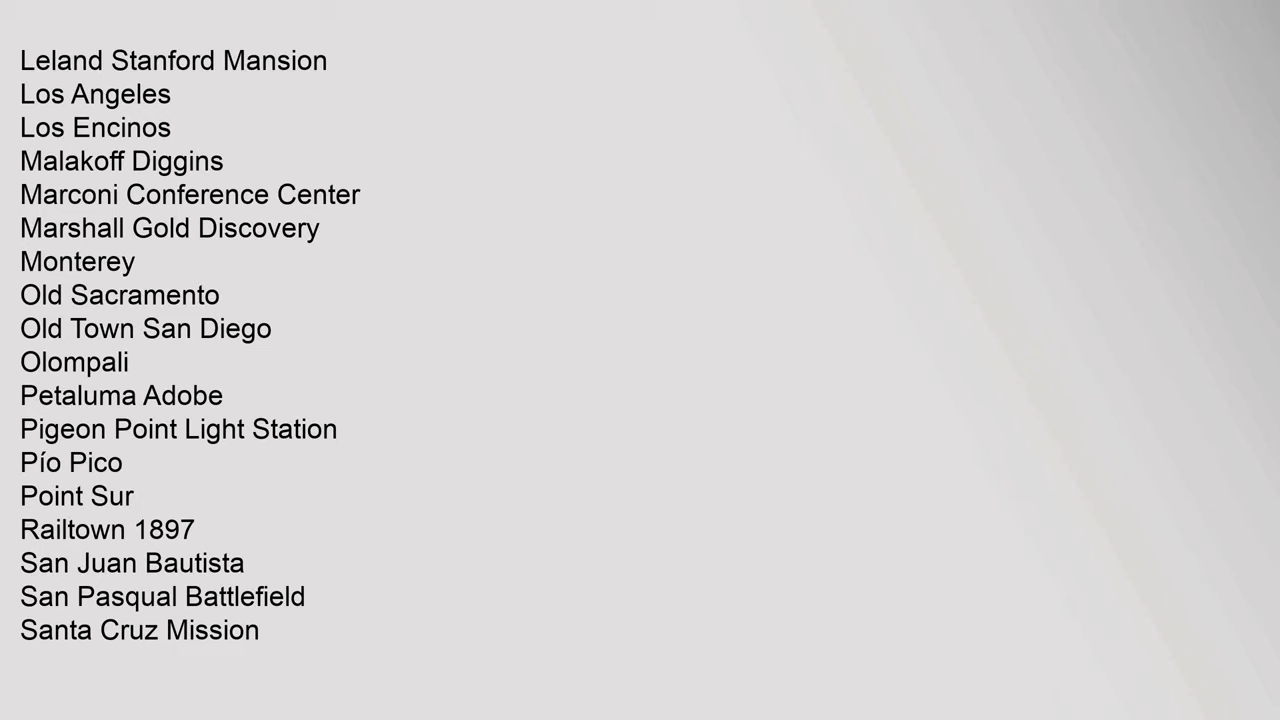 Leland Stanford Mansion
Los Angeles
Los Encinos
Malakoff Diggins
Marconi Conference Center
Marshall Gold Discovery
Monterey
Old Sacramento
Old Town San Diego
Olompali
Petaluma Adobe
Pigeon Point Light Station
Pío Pico
Point Sur
Railtown 1897
San Juan Bautista
San Pasqual Battlefield
Santa Cruz Mission